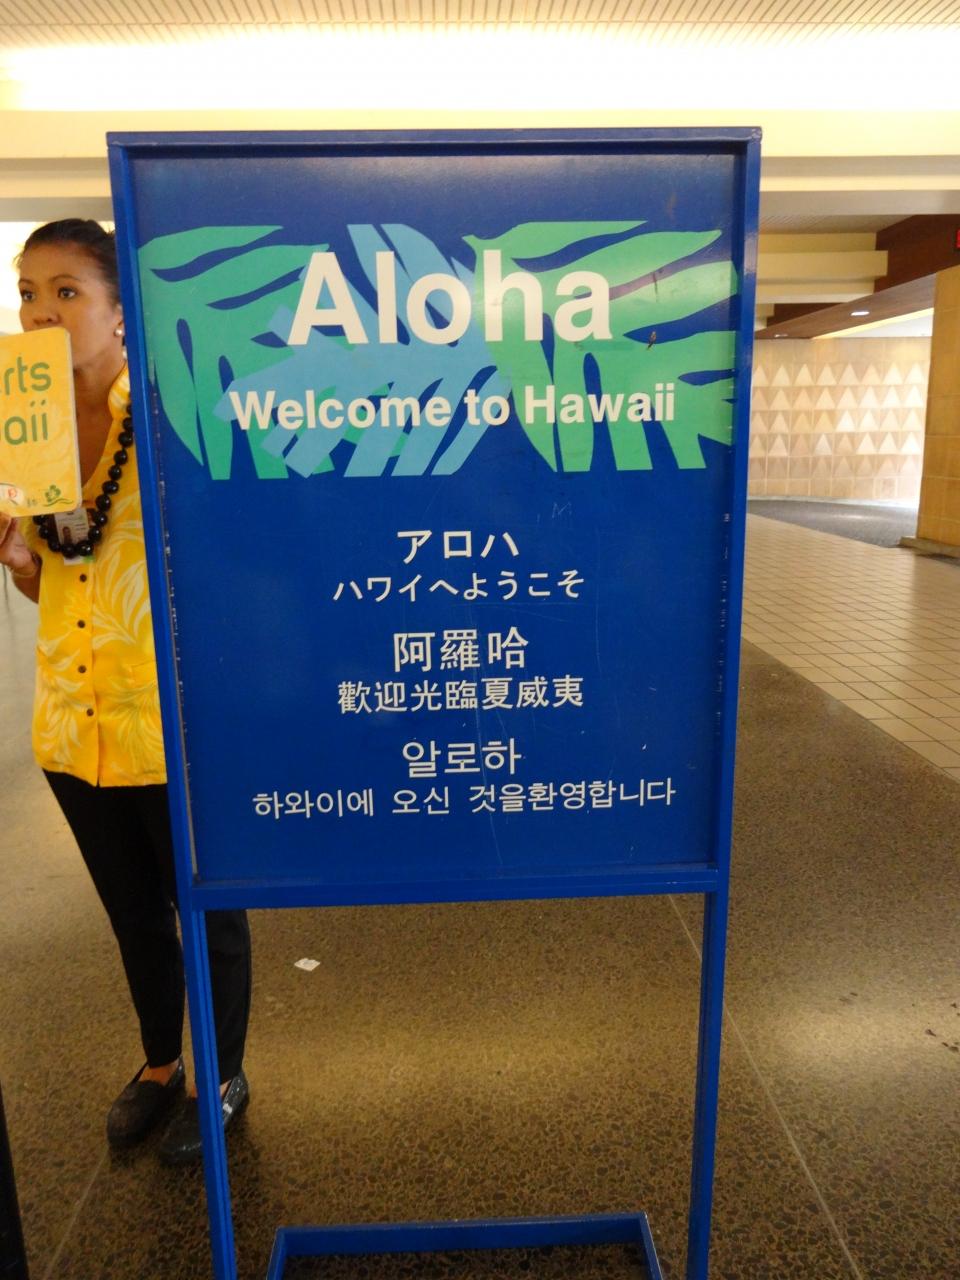 Aloha
Welcome to Hawaii
アロハ
ハワイへようこそ
阿羅哈
歡迎光臨夏威夷
알로하
하와이에 오신 것을환영합니다
rts
aii